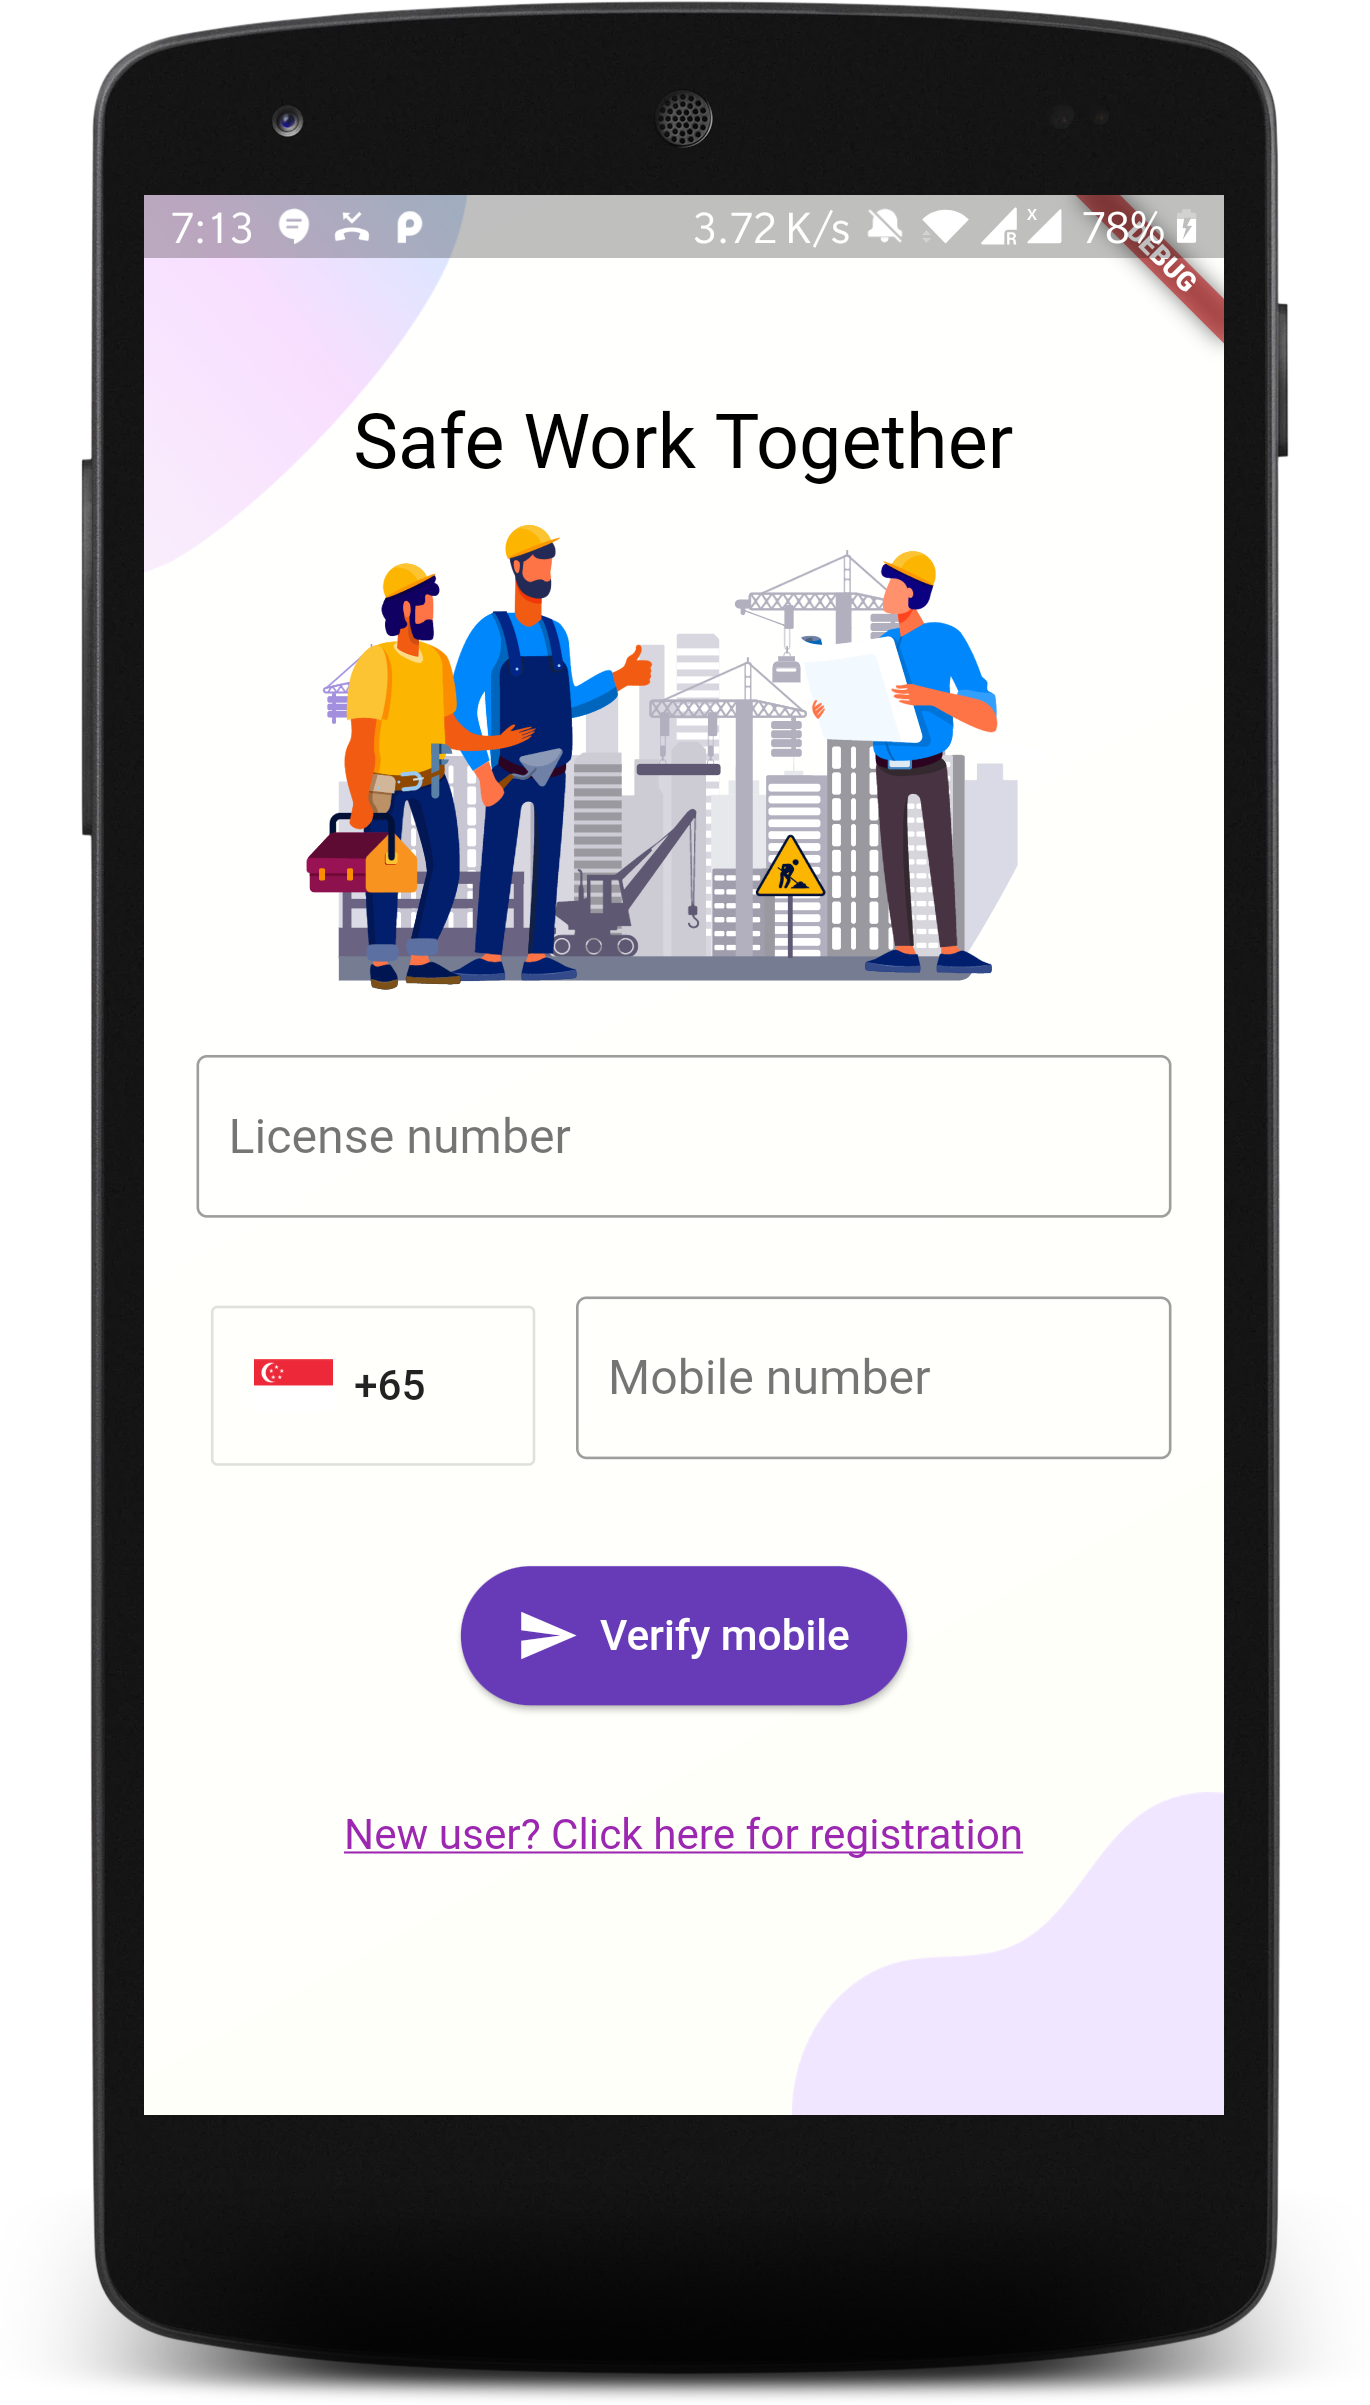 7:13 3.72 K/s R x 78%
DEBUG
Safe Work Together
License number
+65
Mobile number
Verify mobile
New user? Click here for registration